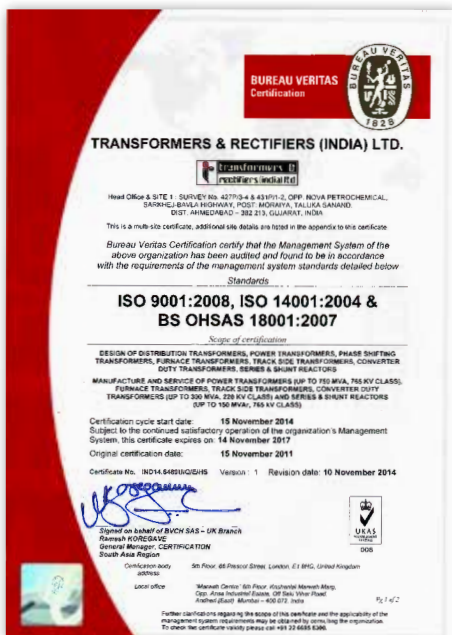 BUREAU VERITAS
Certification
BUREAU VERITAS
1828
TRANSFORMERS & RECTIFIERS (INDIA) LTD.
transformers &
rectifiers (india) ltd
Head Office & SITE 1 : SURVEY No. 427P/3-4 & 431P/1-2, OPP. NOVA PETROCHEMICAL,
SARKHEJ-BAVLA HIGHWAY, POST: MORAIYA, TALUKA SANAND.
DIST. AHMEDABAD – 382 213, GUJARAT, INDIA
This is a multi-site certificate, additional site details are listed in the appendix to this certificate
Bureau Veritas Certification certify that the Management System of the
above organization has been audited and found to be in accordance
with the requirements of the management system standards detailed below
Standards
ISO 9001:2008, ISO 14001:2004 &
BS OHSAS 18001:2007
Scope of certification
DESIGN OF DISTRIBUTION TRANSFORMERS, POWER TRANSFORMERS, PHASE SHIFTING
TRANSFORMERS, FURNACE TRANSFORMERS, TRACK SIDE TRANSFORMERS, CONVERTER
DUTY TRANSFORMERS, SERIES & SHUNT REACTORS
MANUFACTURE AND SERVICE OF POWER TRANSFORMERS (UP TO 750 MVA, 765 KV CLASS),
FURNACE TRANSFORMERS, TRACK SIDE TRANSFORMERS, CONVERTER DUTY
TRANSFORMERS (UP TO 300 MVA, 220 KV CLASS) AND SERIES & SHUNT REACTORS
(UP TO 150 MVAr, 765 kV CLASS)
Certification cycle start date: 15 November 2014
Subject to the continued satisfactory operation of the organization's Management
System, this certificate expires on: 14 November 2017
Original certification date: 15 November 2011
Certificate No. Version : 1 Revision date: 10 November 2014
Signed on behalf of BVCH SAS – UK Branch
Ramesh KOREGAVE
General Manager, CERTIFICATION
South Asia Region
UKAS
MANAGEMENT
SYSTEMS
008
Certification body
address
5th Floor, 66 Prescot Street, London, E1 8HG, United Kingdom
Local office
"Marwah Centre" 6th Floor, Krishanlal Marwah Marg,
Opp. Ansa Industrial Estate, Off Saki Vihar Road
Andheri (East) Mumbai – 400 072, India
Pg 1 of 2
Further clarifications regarding the scope of this certificate and the applicability of the
management system requirements may be obtained by consulting the organization.
To check this certificate validity please call +91 22 6695 6300.